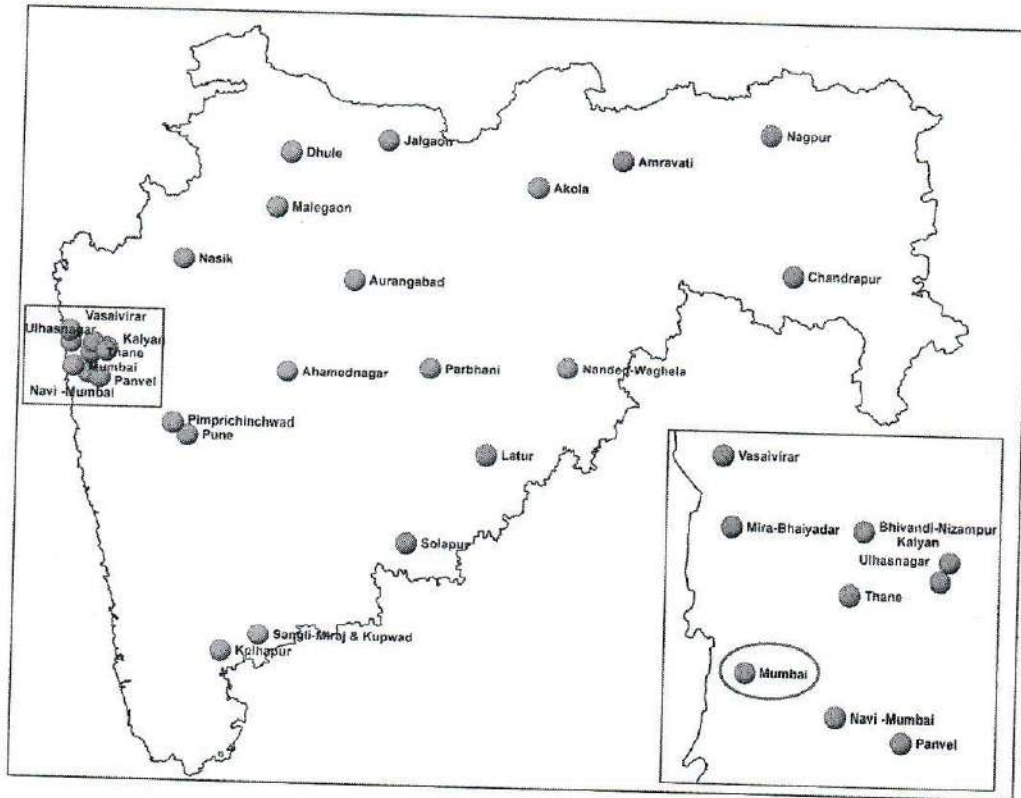 Jalgaon
Dhule
Nagpur
Amravati
Akola
Malegaon
Nasik
Aurangabad
Chandrapur
Vasaivirar
Ulhasnagar
Kalyan
Thane
Mumbai
Panvel
Navi -Mumbai
Ahamednagar
Parbhani
Nanded-Waghela
Pimprichinchwad
Pune
Latur
Solapur
Sangli-Miraj & Kupwad
Kolhapur
Vasaivirar
Mira-Bhaiyadar
Bhivandi-Nizampur
Kalyan
Ulhasnagar
Thane
Mumbai
Navi -Mumbai
Panvel